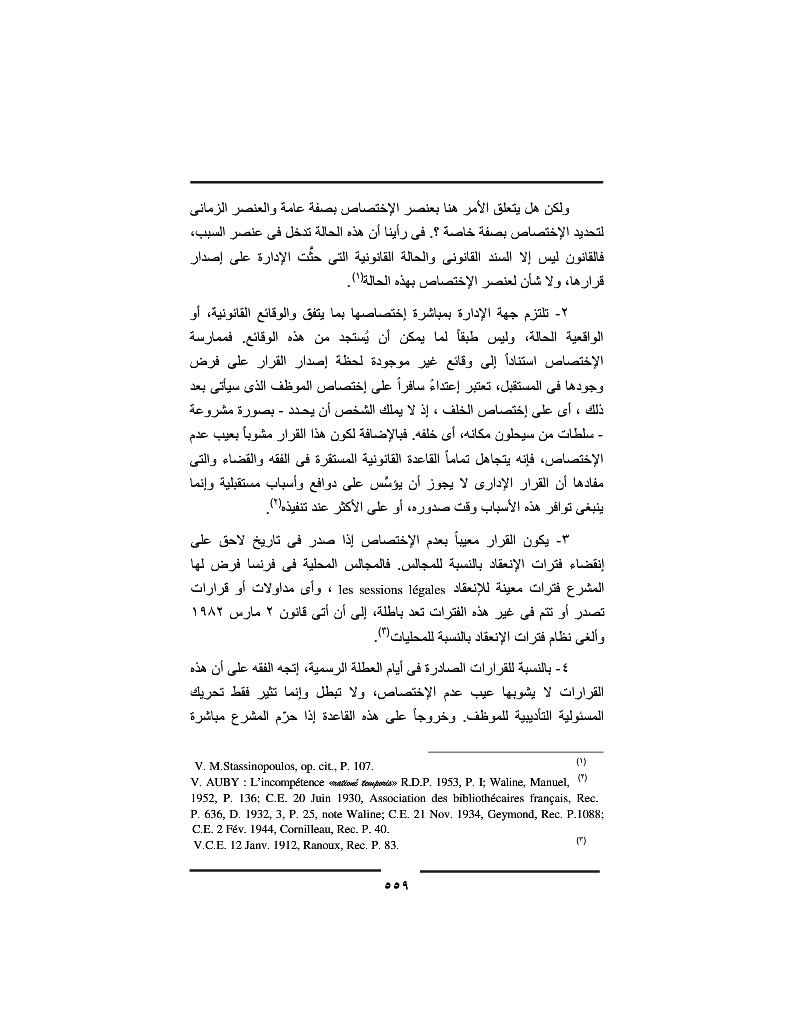 ولكن هل يتعلق الأمر هنا بعنصر الإختصاص بصفة عامة والعنصر الزمانى
لتحديد الإختصاص بصفة خاصة ؟. فى رأينا أن هذه الحالة تدخل فى عنصر السبب،
فالقانون ليس إلا السند القانونى والحالة القانونية التى حثَّت الإدارة على إصدار
قرارها، ولا شأن لعنصر الإختصاص بهذه الحالة(١).
٢- تلتزم جهة الإدارة بمباشرة إختصاصها بما يتفق والوقائع القانونية، أو
الواقعية الحالة، وليس طبقاً لما يمكن أن يُستجد من هذه الوقائع. فممارسة
الإختصاص استناداً إلى وقائع غير موجودة لحظة إصدار القرار على فرض
وجودها فى المستقبل، تعتبر إعتداءً سافراً على إختصاص الموظف الذى سيأتى بعد
ذلك ، أى على إختصاص الخلف ، إذ لا يملك الشخص أن يحدد - بصورة مشروعة
- سلطات من سيحلون مكانه، أى خلفه. فبالإضافة لكون هذا القرار مشوباً بعيب عدم
الإختصاص، فإنه يتجاهل تماماً القاعدة القانونية المستقرة فى الفقه والقضاء والتى
مفادها أن القرار الإدارى لا يجوز أن يؤسَّس على دوافع وأسباب مستقبلية وإنما
ينبغى توافر هذه الأسباب وقت صدوره، أو على الأكثر عند تنفيذه(٢).
٣- يكون القرار معيباً بعدم الإختصاص إذا صدر فى تاريخ لاحق على
إنقضاء فترات الإنعقاد بالنسبة للمجالس. فالمجالس المحلية فى فرنسا فرض لها
المشرع فترات معينة للإنعقاد les sessions légales ، وأى مداولات أو قرارات
تصدر أو تتم فى غير هذه الفترات تعد باطلة، إلى أن أتى قانون ٢ مارس ١٩٨٢
وألغى نظام فترات الإنعقاد بالنسبة للمحليات(٣).
٤- بالنسبة للقرارات الصادرة فى أيام العطلة الرسمية، إتجه الفقه على أن هذه
القرارات لا يشوبها عيب عدم الإختصاص، ولا تبطل وإنما تثير فقط تحريك
المسئولية التأديبية للموظف. وخروجاً على هذه القاعدة إذا حرّم المشرع مباشرة
(١) V. M.Stassinopoulos, op. cit., P. 107.
(٢) V. AUBY : L'incompétence «rationé temporis» R.D.P. 1953, P. I; Waline, Manuel,
1952, P. 136; C.E. 20 Juin 1930, Association des bibliothécaires français, Rec.
P. 636, D. 1932, 3, P. 25, note Waline; C.E. 21 Nov. 1934, Geymond, Rec. P.1088;
C.E. 2 Fév. 1944, Cornilleau, Rec. P. 40.
(٣) V.C.E. 12 Janv. 1912, Ranoux, Rec. P. 83.
٥٥٩